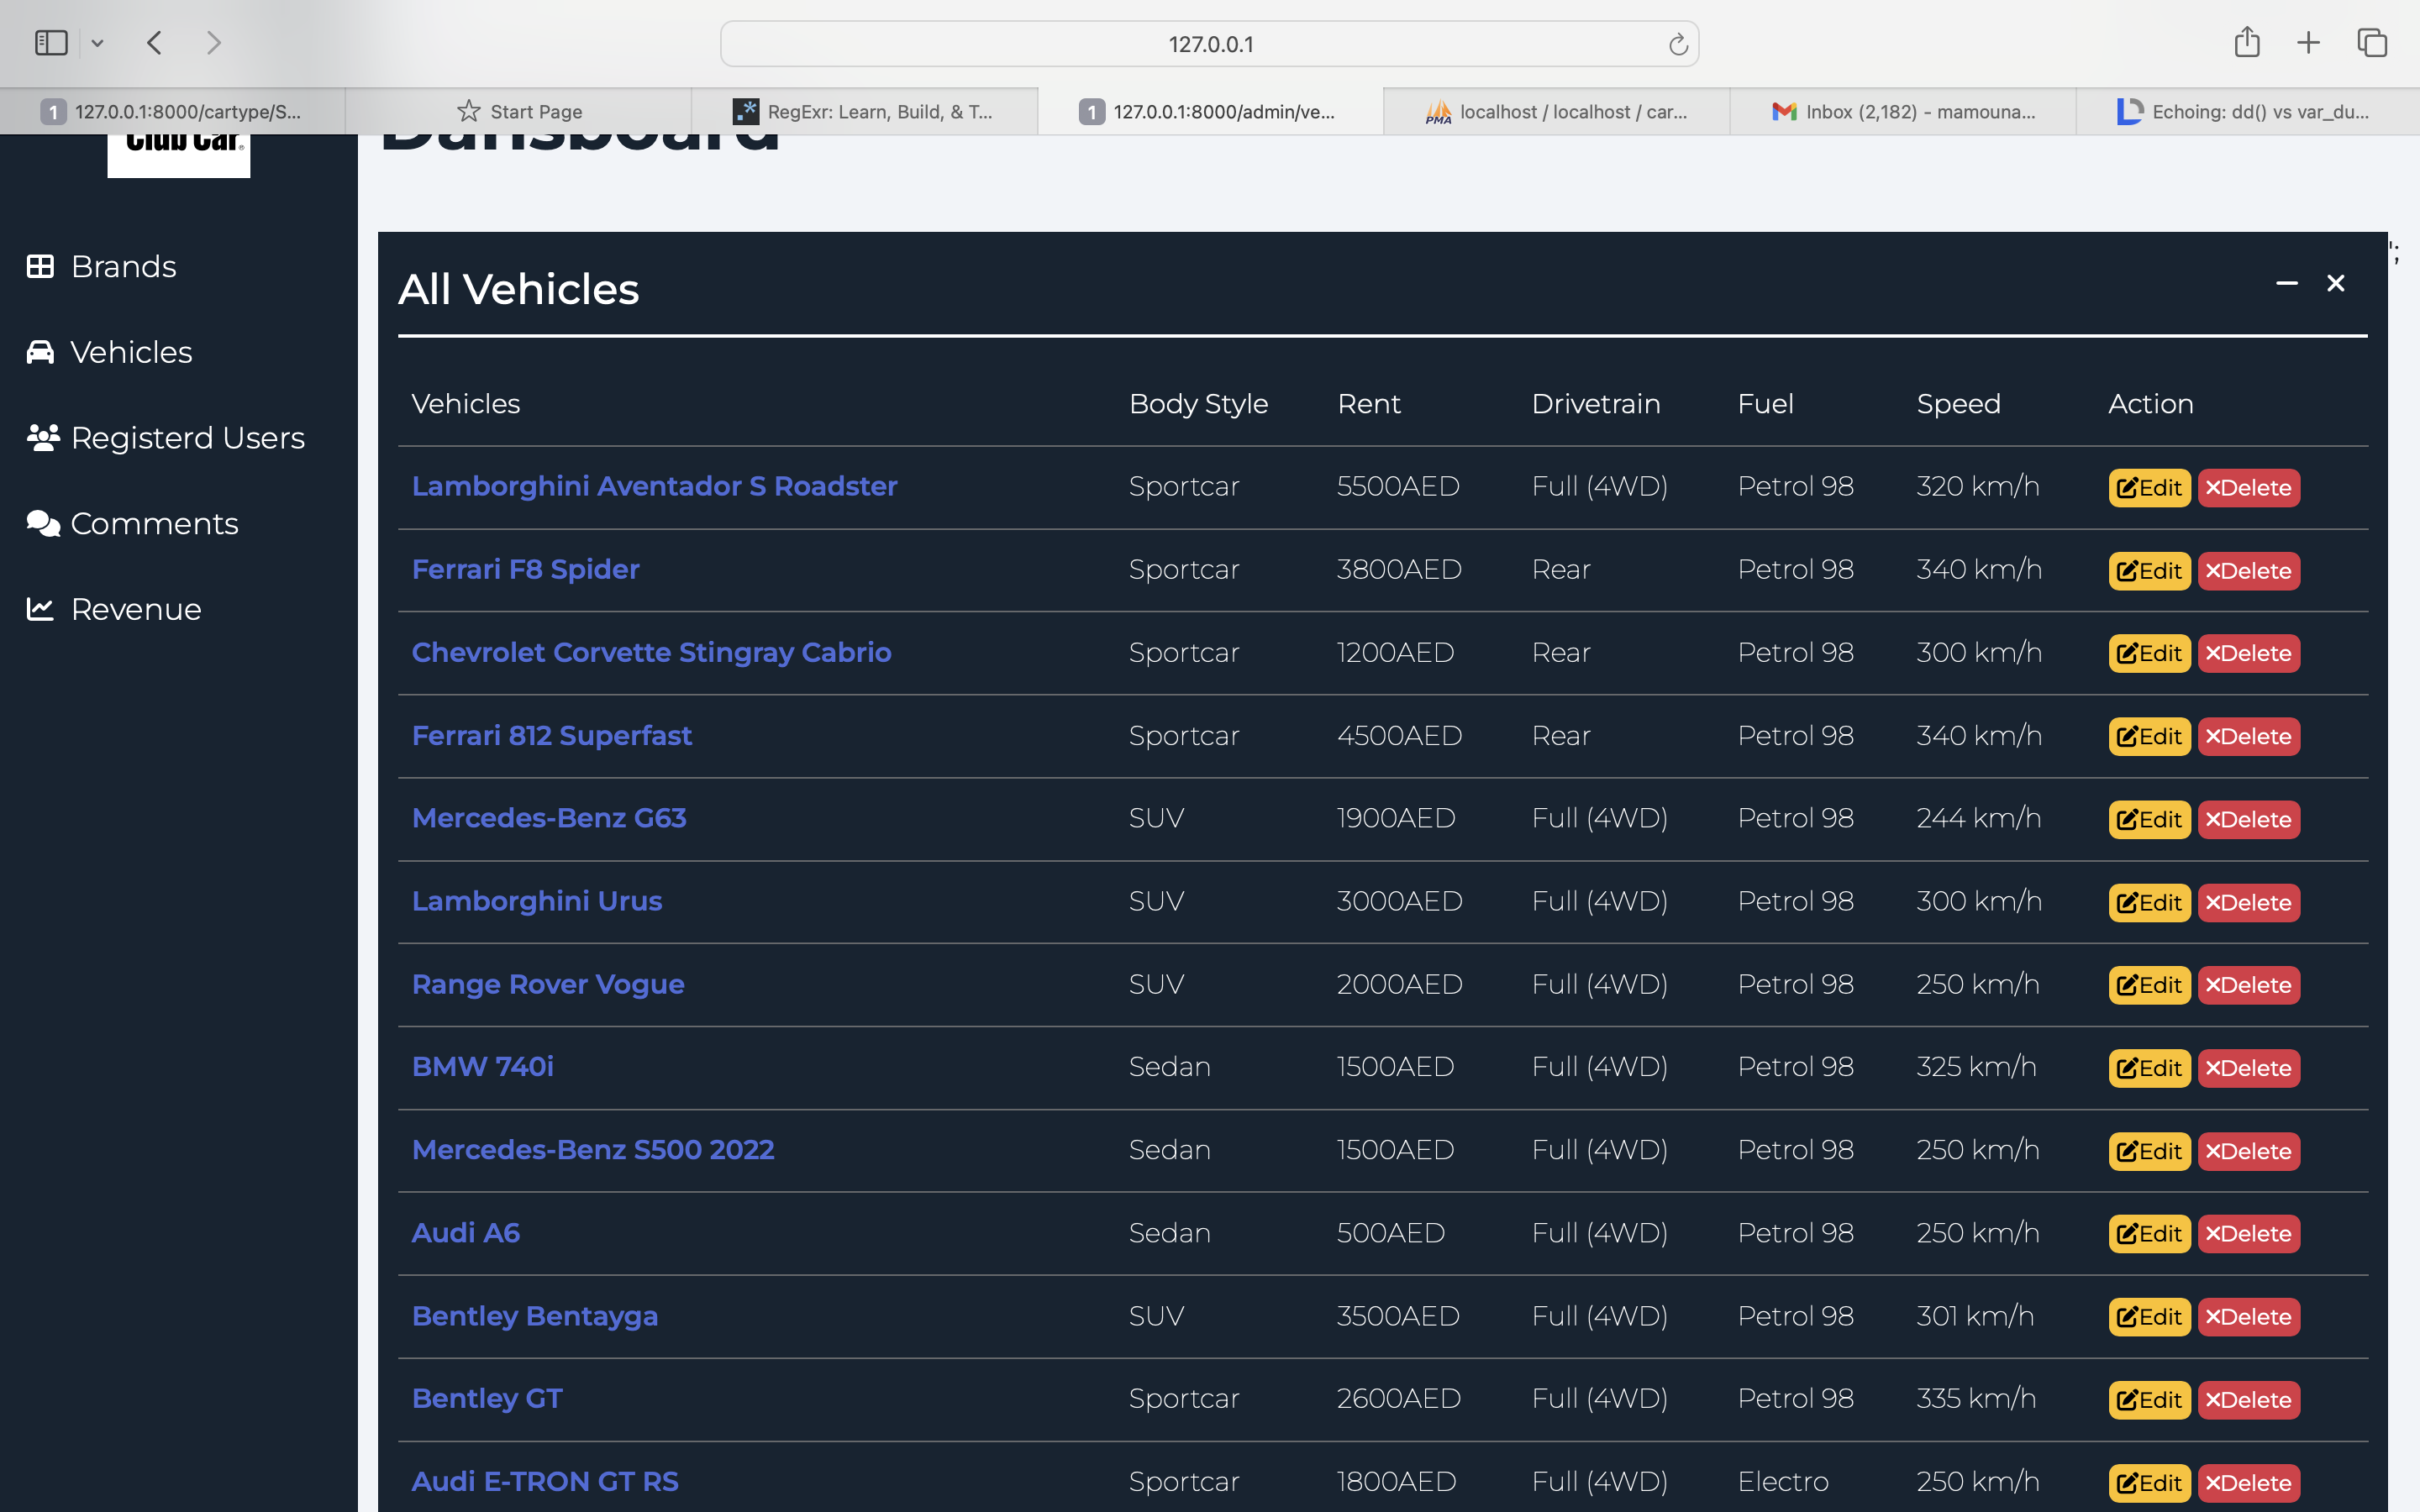 127.0.0.1
1 127.0.0.1:8000/cartype/S...
Start Page
RegExr: Learn, Build, & T...
1 127.0.0.1:8000/admin/ve...
PMA localhost / localhost / car...
Inbox (2,182) - mamouna...
Echoing: dd() vs var_du...
Club Car
Dahsboard
';
Brands
Vehicles
Registerd Users
Comments
Revenue
All Vehicles
Vehicles Body Style Rent Drivetrain Fuel Speed Action
Lamborghini Aventador S Roadster Sportcar 5500AED Full (4WD) Petrol 98 320 km/h Edit Delete
Ferrari F8 Spider Sportcar 3800AED Rear Petrol 98 340 km/h Edit Delete
Chevrolet Corvette Stingray Cabrio Sportcar 1200AED Rear Petrol 98 300 km/h Edit Delete
Ferrari 812 Superfast Sportcar 4500AED Rear Petrol 98 340 km/h Edit Delete
Mercedes-Benz G63 SUV 1900AED Full (4WD) Petrol 98 244 km/h Edit Delete
Lamborghini Urus SUV 3000AED Full (4WD) Petrol 98 300 km/h Edit Delete
Range Rover Vogue SUV 2000AED Full (4WD) Petrol 98 250 km/h Edit Delete
BMW 740i Sedan 1500AED Full (4WD) Petrol 98 325 km/h Edit Delete
Mercedes-Benz S500 2022 Sedan 1500AED Full (4WD) Petrol 98 250 km/h Edit Delete
Audi A6 Sedan 500AED Full (4WD) Petrol 98 250 km/h Edit Delete
Bentley Bentayga SUV 3500AED Full (4WD) Petrol 98 301 km/h Edit Delete
Bentley GT Sportcar 2600AED Full (4WD) Petrol 98 335 km/h Edit Delete
Audi E-TRON GT RS Sportcar 1800AED Full (4WD) Electro 250 km/h Edit Delete